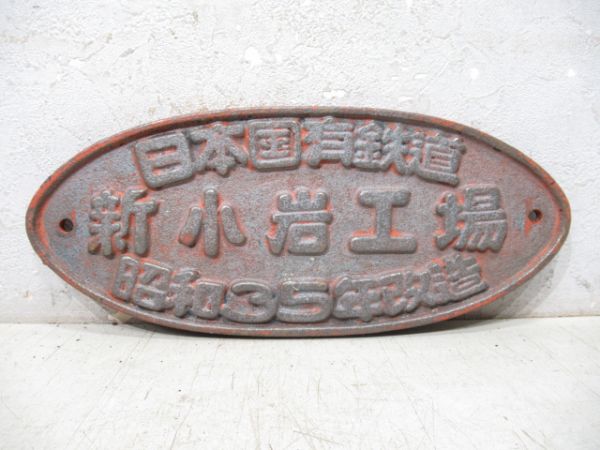 日本国有鉄道
新小岩工場
昭和35年改造